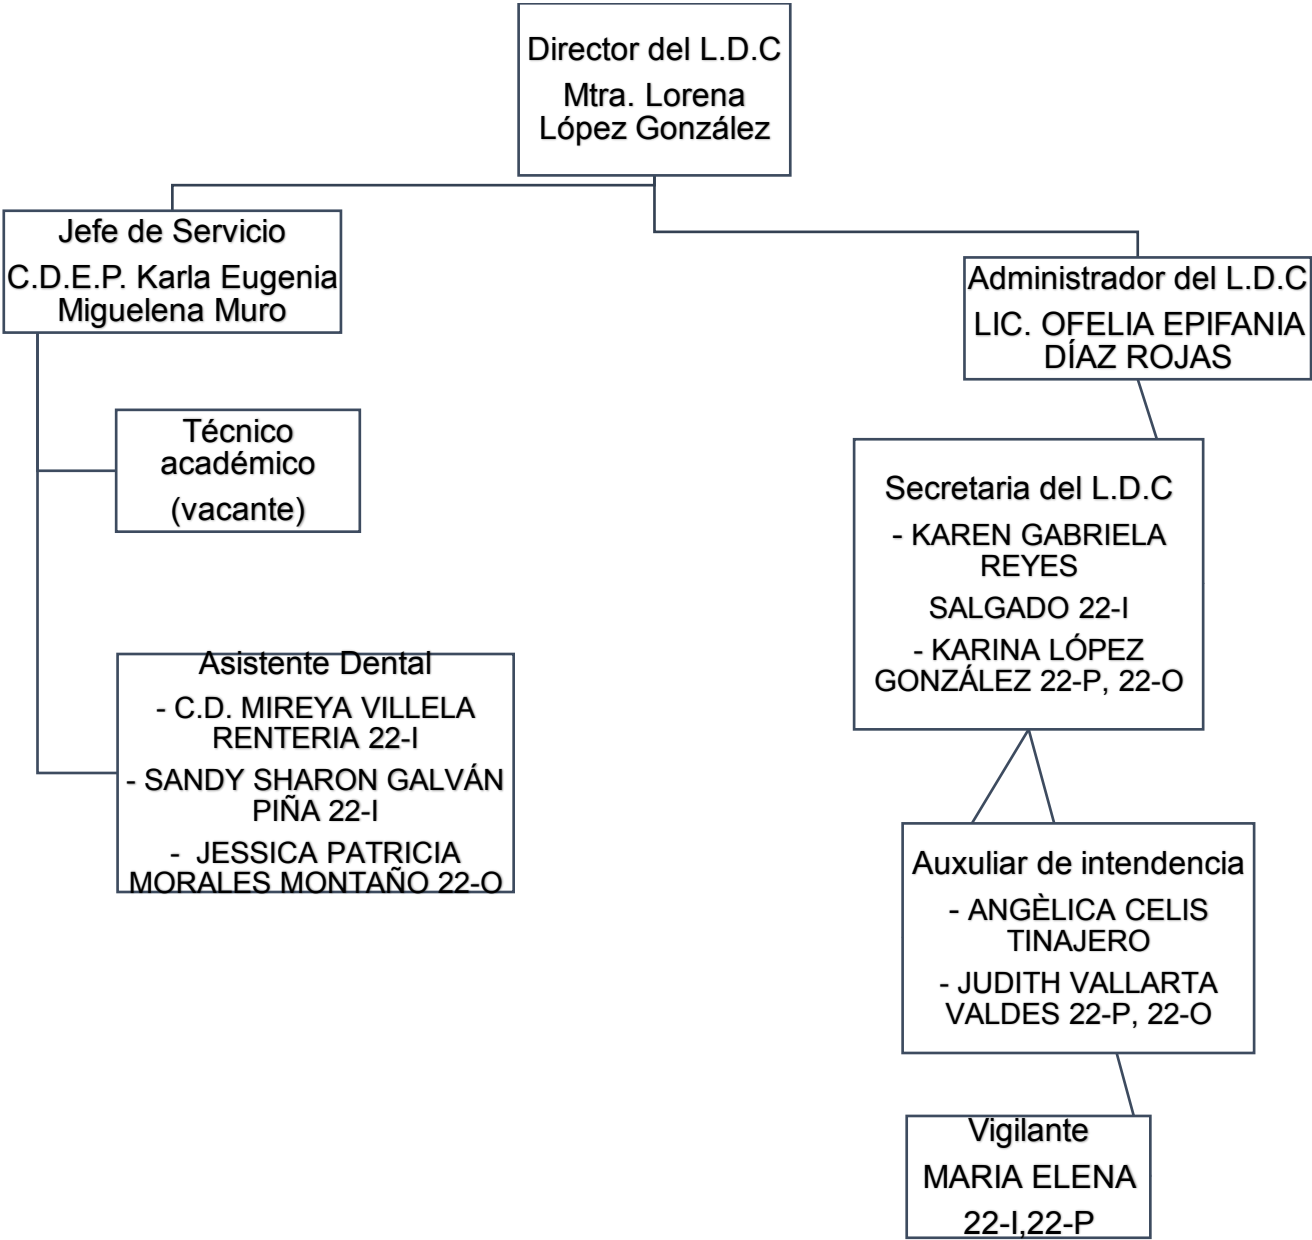 Director del L.D.C
Mtra. Lorena
López González
Jefe de Servicio
C.D.E.P. Karla Eugenia
Miguelena Muro
Administrador del L.D.C
LIC. OFELIA EPIFANIA
DÍAZ ROJAS
Técnico
académico
(vacante)
Secretaria del L.D.C
- KAREN GABRIELA
REYES
SALGADO 22-I
- KARINA LÓPEZ
GONZÁLEZ 22-P, 22-O
Asistente Dental
- C.D. MIREYA VILLELA
RENTERIA 22-I
- SANDY SHARON GALVÁN
PIÑA 22-I
- JESSICA PATRICIA
MORALES MONTAÑO 22-O
Auxuliar de intendencia
- ANGÈLICA CELIS
TINAJERO
- JUDITH VALLARTA
VALDES 22-P, 22-O
Vigilante
MARIA ELENA
22-I,22-P